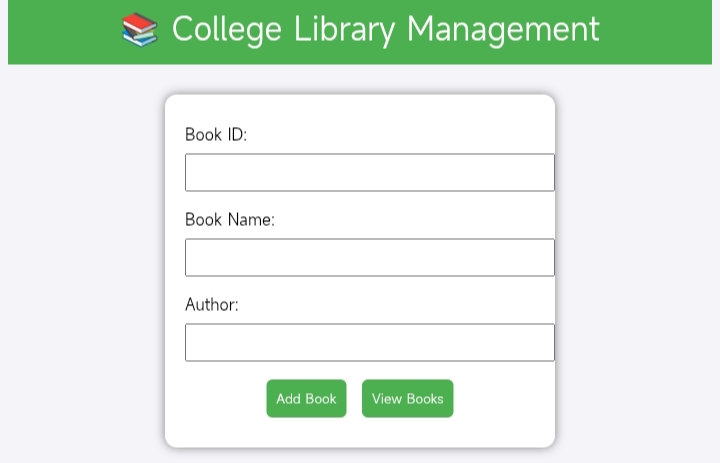 📚 College Library Management
Book ID:
Book Name:
Author:
Add Book View Books